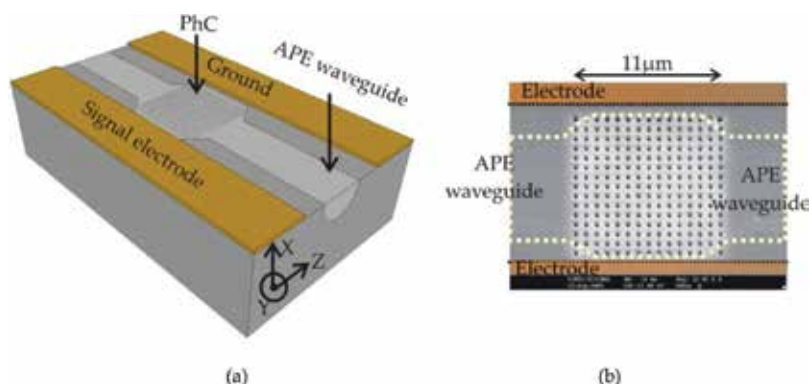 PhC
APE waveguide
Ground
Signal electrode
X
Z
Y
(a)
11μm
Electrode
APE
waveguide
APE
waveguide
Electrode
(b)